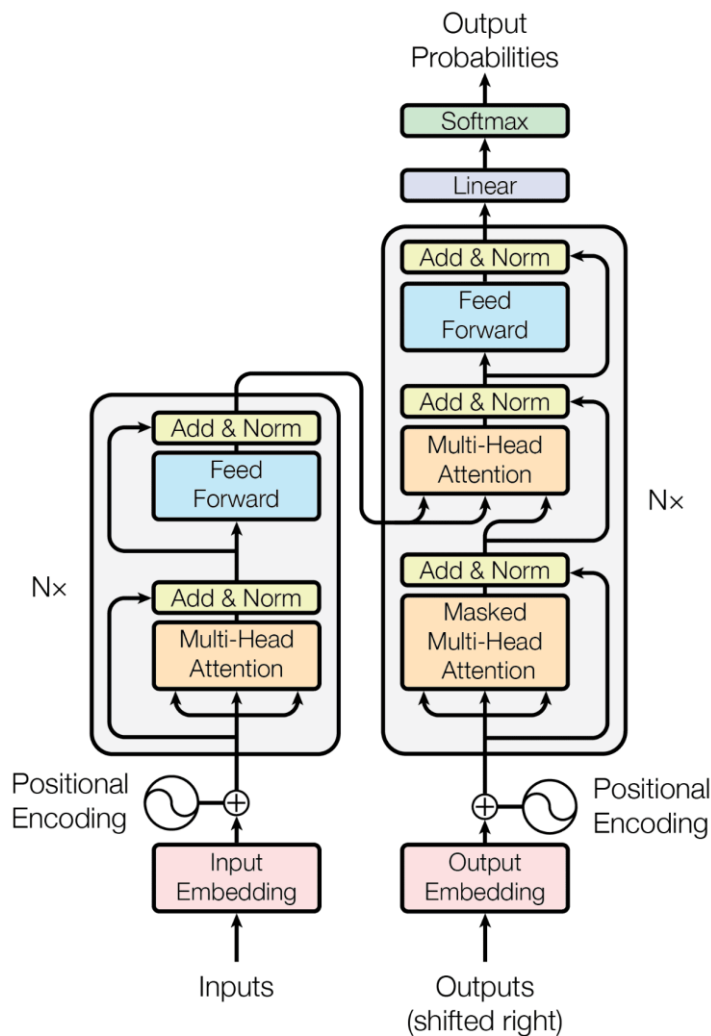 Output
Probabilities
Softmax
Linear
Add & Norm
Feed
Forward
Add & Norm
Multi-Head
Attention
Add & Norm
Masked
Multi-Head
Attention
N×
Add & Norm
Feed
Forward
Add & Norm
Multi-Head
Attention
N×
Positional
Encoding
Positional
Encoding
Input
Embedding
Output
Embedding
Inputs
Outputs
(shifted right)